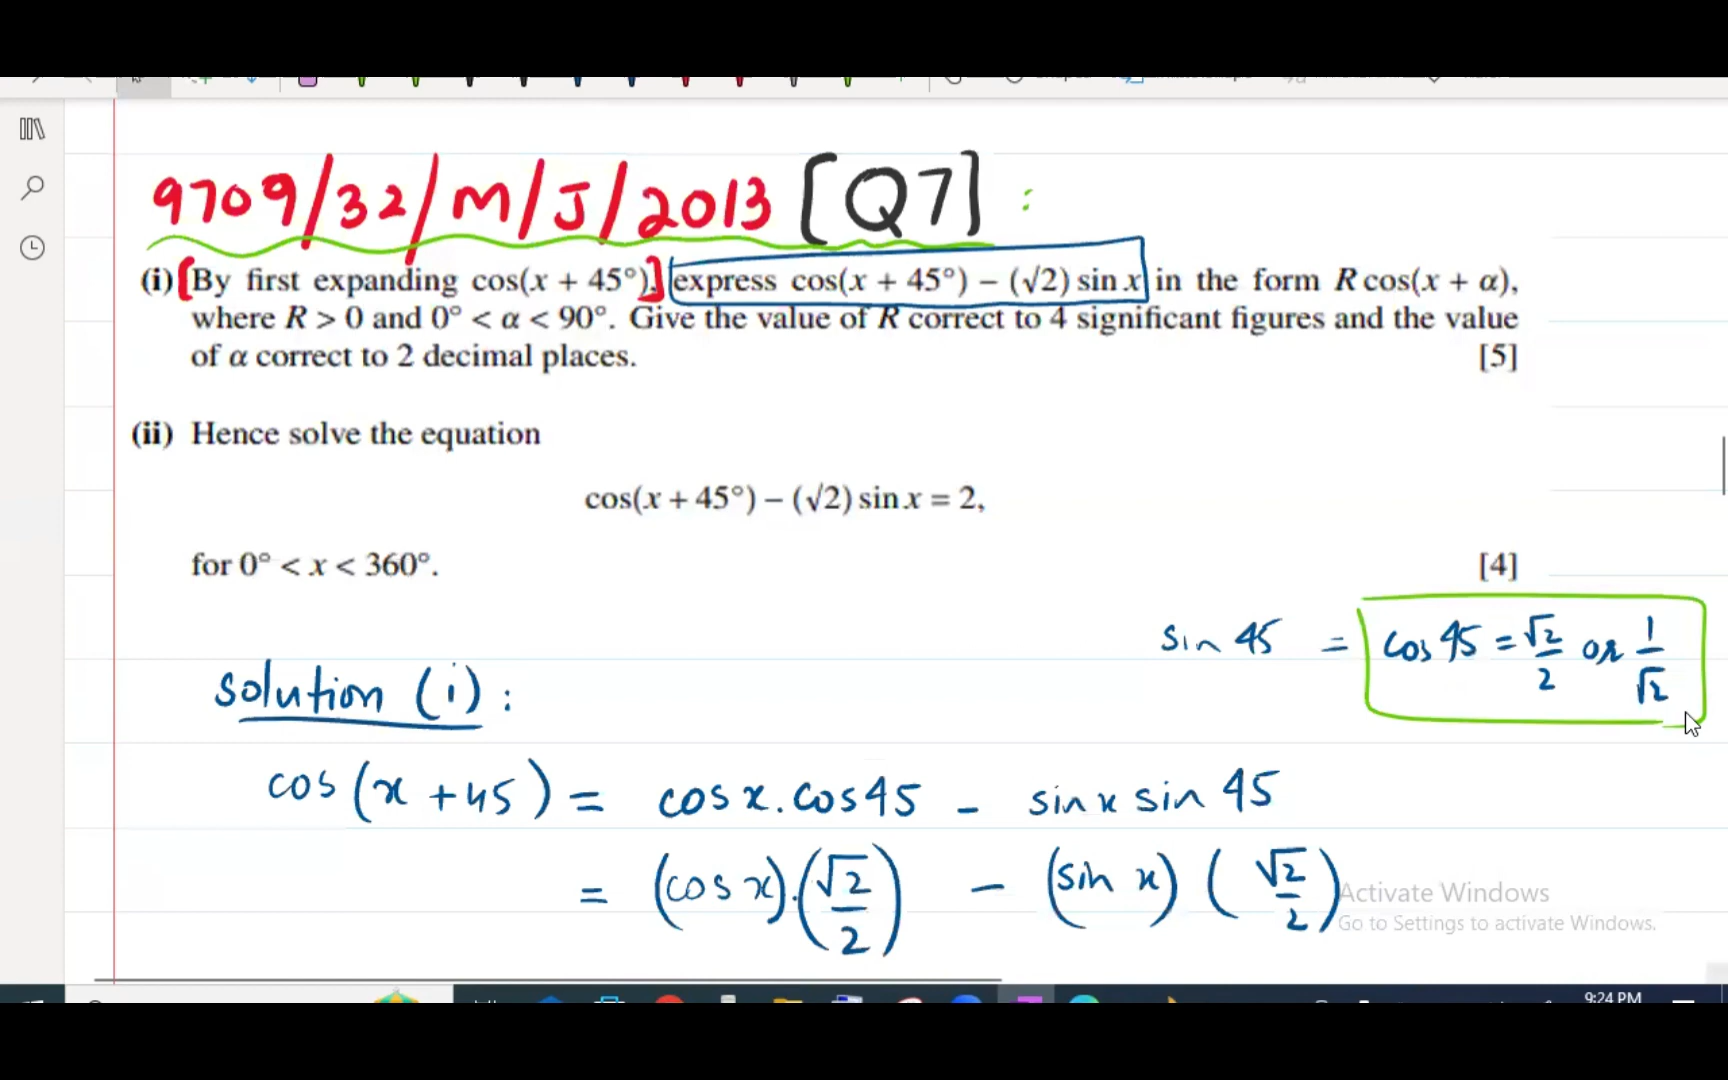 9709/32/M/J/2013 [Q7] :
(i) [By first expanding cos(x + 45°),] express cos(x + 45°) − (√2) sin x in the form R cos(x + α),
where R > 0 and 0° < α < 90°. Give the value of R correct to 4 significant figures and the value
of α correct to 2 decimal places. [5]
(ii) Hence solve the equation
cos(x + 45°) − (√2) sin x = 2,
for 0° < x < 360°. [4]
sin 45 = cos 45 = √2/2 or 1/√2
solution (i) :
cos (x + 45) = cos x . cos 45 - sin x sin 45
= (cos x) . (√2/2) - (sin x) (√2/2)
Activate Windows
Go to Settings to activate Windows.
9:24 PM